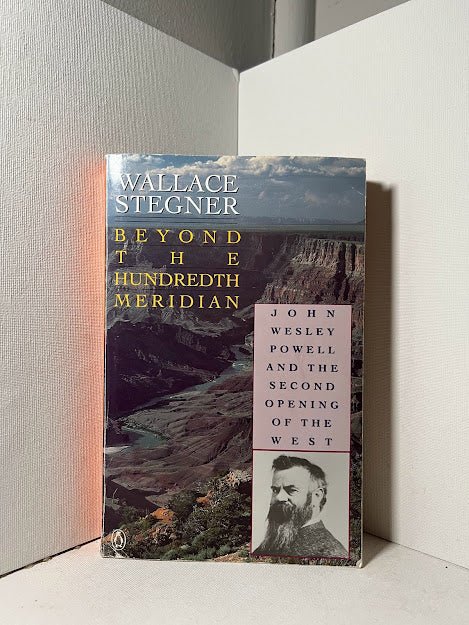 WALLACE
STEGNER
BEYOND
THE
HUNDREDTH
MERIDIAN
JOHN
WESLEY
POWELL
AND THE
SECOND
OPENING
OF THE
WEST